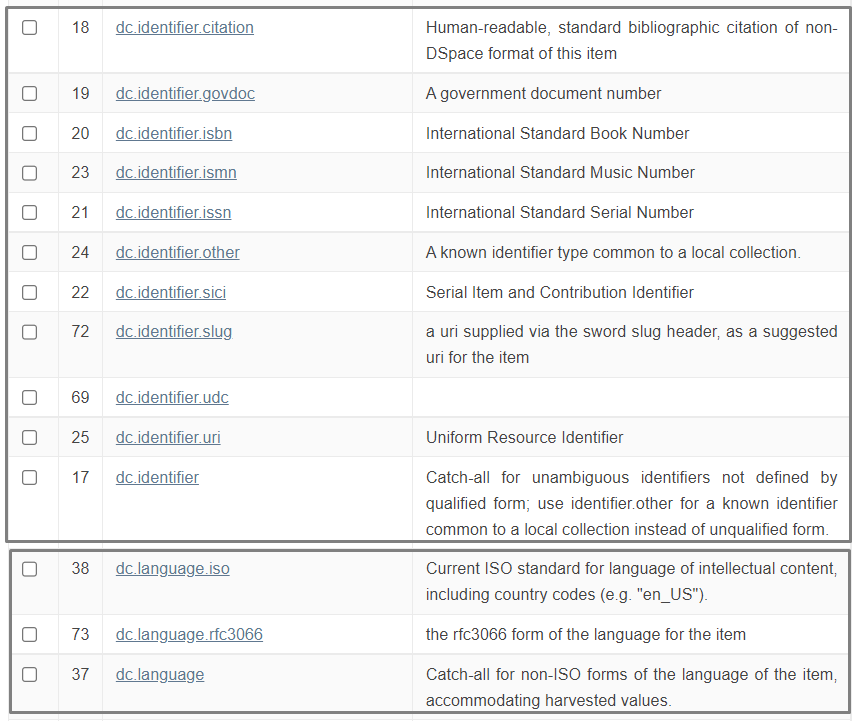 18 dc.identifier.citation Human-readable, standard bibliographic citation of non-
DSpace format of this item
19 dc.identifier.govdoc A government document number
20 dc.identifier.isbn International Standard Book Number
23 dc.identifier.ismn International Standard Music Number
21 dc.identifier.issn International Standard Serial Number
24 dc.identifier.other A known identifier type common to a local collection.
22 dc.identifier.sici Serial Item and Contribution Identifier
72 dc.identifier.slug a uri supplied via the sword slug header, as a suggested
uri for the item
69 dc.identifier.udc
25 dc.identifier.uri Uniform Resource Identifier
17 dc.identifier Catch-all for unambiguous identifiers not defined by
qualified form; use identifier.other for a known identifier
common to a local collection instead of unqualified form.
38 dc.language.iso Current ISO standard for language of intellectual content,
including country codes (e.g. "en_US").
73 dc.language.rfc3066 the rfc3066 form of the language for the item
37 dc.language Catch-all for non-ISO forms of the language of the item,
accommodating harvested values.